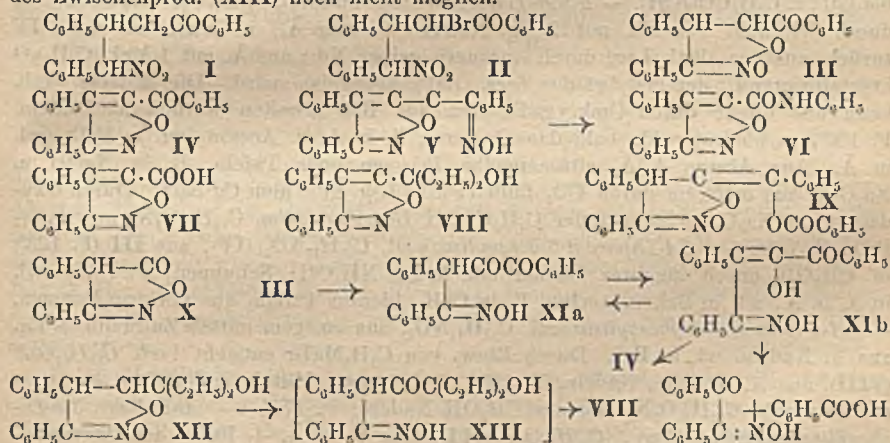 des Zwischenprod. (XIII) noch nicht möglich.
C₆H₅CHCH₂COC₆H₅ C₆H₅CHCHBrCOC₆H₅ C₆H₅CH—CHCOC₆H₅
>O
C₆H₅CHNO₂ I C₆H₅CHNO₂ II C₆H₅C=NO III
C₆H₅C=C·COC₆H₅ C₆H₅C=C—C—C₆H₅ C₆H₅C=C·CONHC₆H₅
>O >O → >O
C₆H₅C=N IV C₆H₅C=N V NOH C₆H₅C=N VI
C₆H₅C=C·COOH C₆H₅C=C·C(C₂H₅)₂OH C₆H₅CH—C=C·C₆H₅
>O >O >O IX
C₆H₅C=N VII C₆H₅C=N VIII C₆H₅C=NO OCOC₆H₅
C₆H₅CH—CO C₆H₅CHCOCOC₆H₅ C₆H₅C=C—COC₆H₅
>O III → ⇄ OH
C₆H₅C=N X C₆H₅C=NOH XIa C₆H₅C=NOH XIb
IV ↙ ↓
C₆H₅CH—CHC(C₂H₅)₂OH C₆H₅CHCOC(C₂H₅)₂OH C₆H₅CO
>O → [ ] → VIII +C₆H₅COOH
C₆H₅C—NO XII C₆H₅C=NOH XIII C₆H₅C:NOH